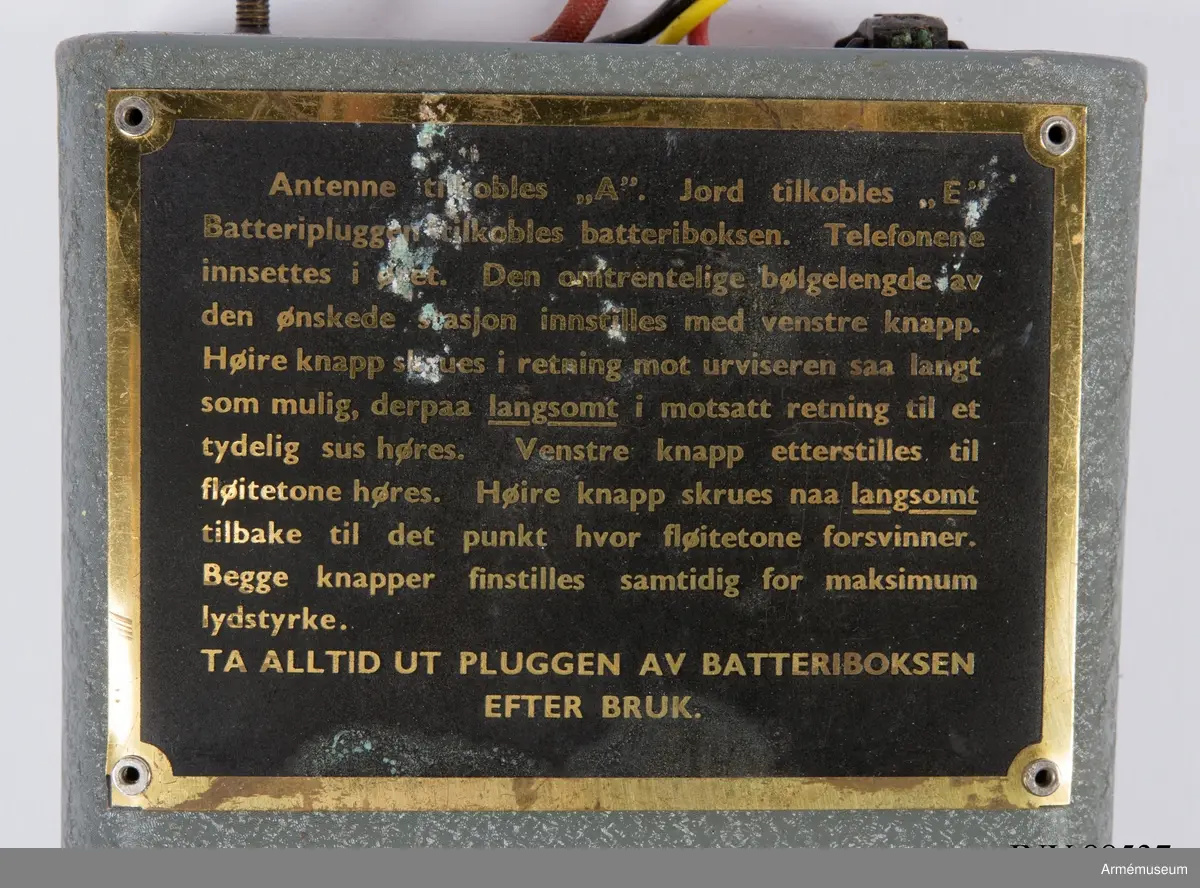 Antenne tilkobles „A”. Jord tilkobles „E”
Batteripluggen tilkobles batteriboksen. Telefonene
innsettes i øret. Den omtrentelige bølgelengde av
den ønskede stasjon innstilles med venstre knapp.
Høire knapp skrues i retning mot urviseren saa langt
som mulig, derpaa langsomt i motsatt retning til et
tydelig sus høres. Venstre knapp etterstilles til
fløitetone høres. Høire knapp skrues naa langsomt
tilbake til det punkt hvor fløitetone forsvinner.
Begge knapper finstilles samtidig for maksimum
lydstyrke.
TA ALLTID UT PLUGGEN AV BATTERIBOKSEN
EFTER BRUK.
Armémuseum